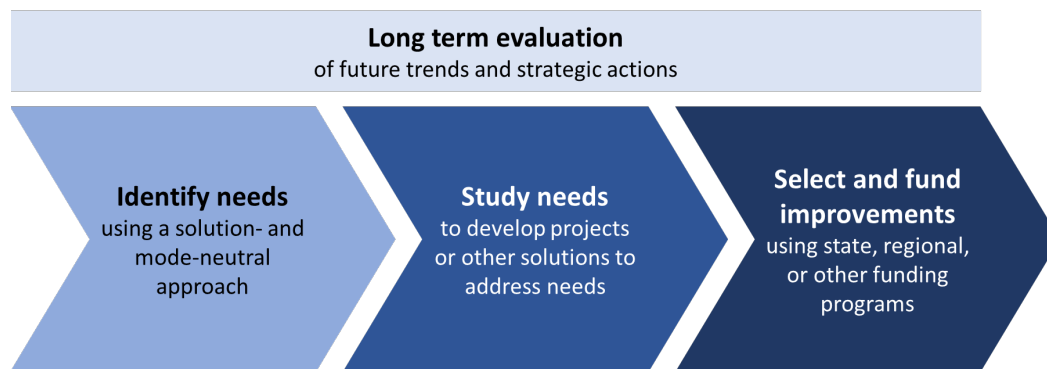 Long term evaluation
of future trends and strategic actions
Identify needs
using a solution- and
mode-neutral
approach
Study needs
to develop projects
or other solutions to
address needs
Select and fund
improvements
using state, regional,
or other funding
programs